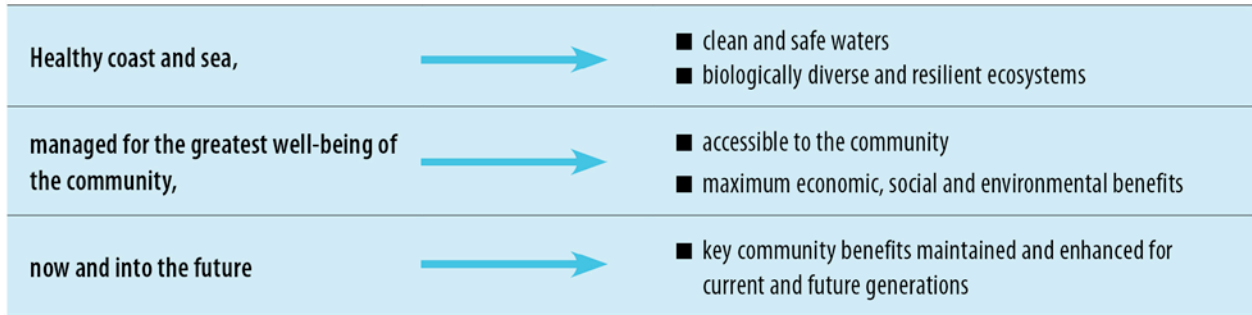 Healthy coast and sea,
■ clean and safe waters
■ biologically diverse and resilient ecosystems
managed for the greatest well-being of
the community,
■ accessible to the community
■ maximum economic, social and environmental benefits
now and into the future
■ key community benefits maintained and enhanced for
current and future generations